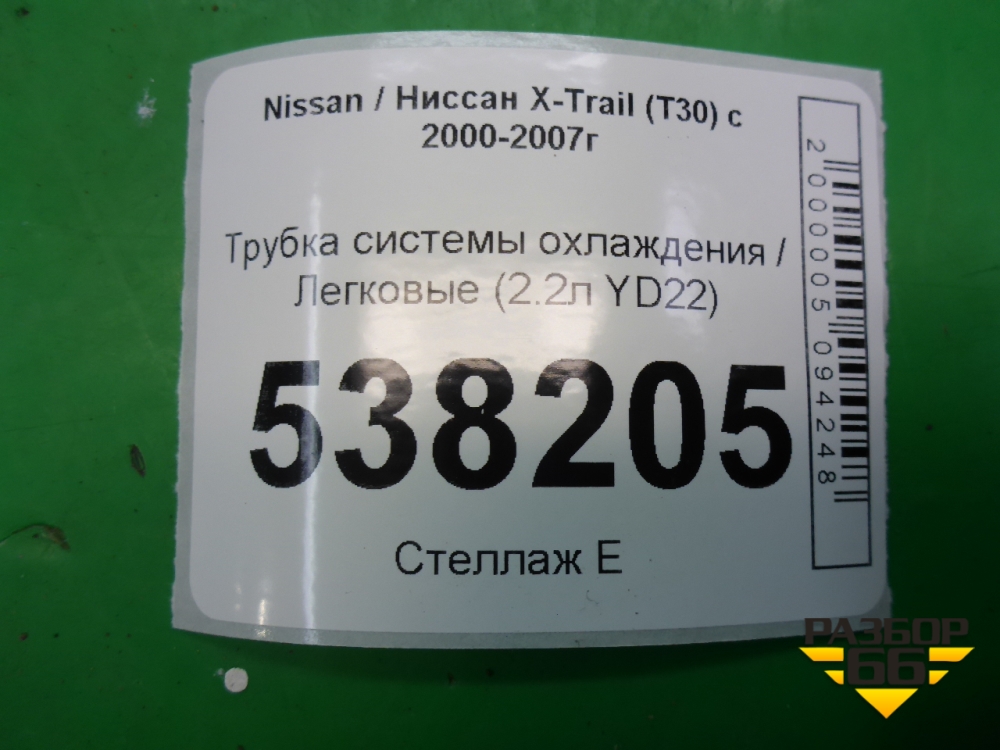 Nissan / Ниссан X-Trail (T30) с
2000-2007г
Трубка системы охлаждения /
Легковые (2.2л YD22)
538205
Стеллаж Е
2000005094248
РАЗБОР
66